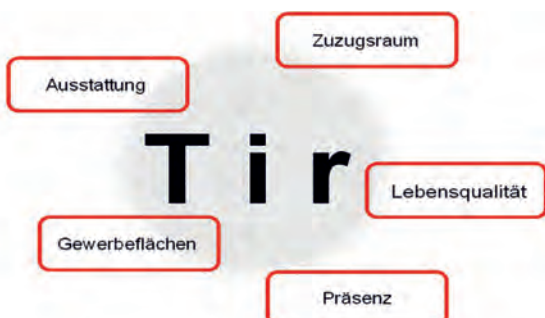 Zuzugsraum
Ausstattung
T i r
Lebensqualität
Gewerbeflächen
Präsenz